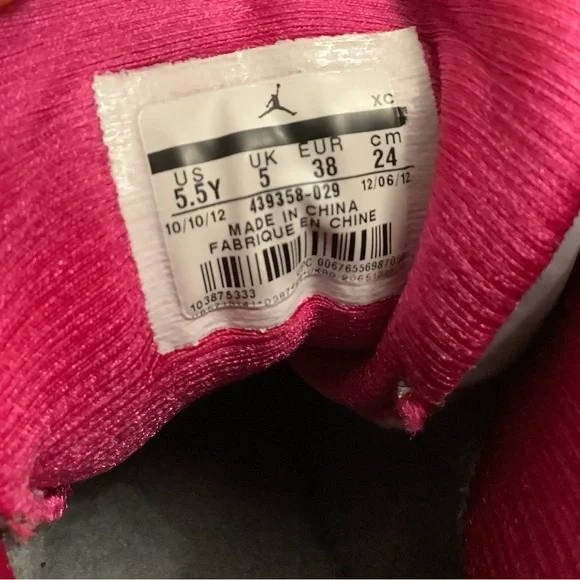 XC
US UK EUR cm
5.5Y 5 38 24
10/10/12 439358-029 12/06/12
MADE IN CHINA
FABRIQUE EN CHINE
103875333